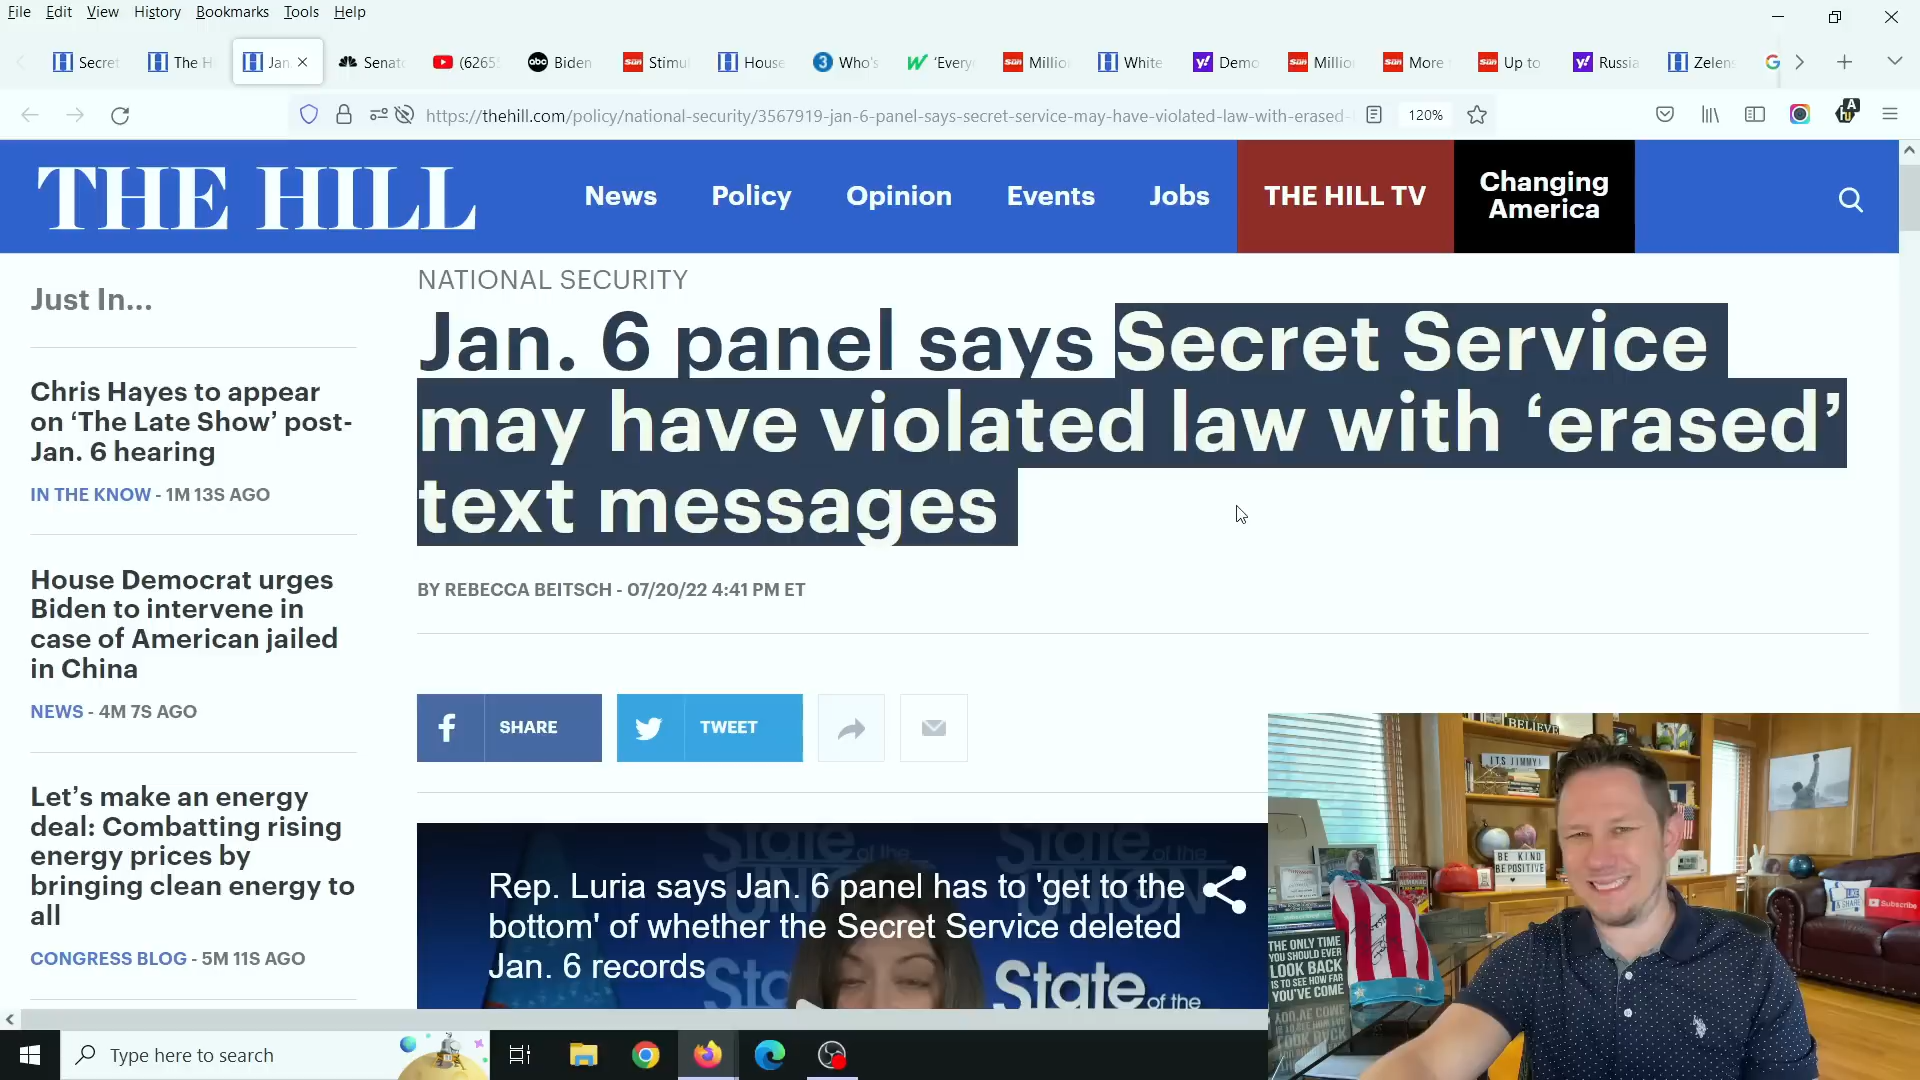 File Edit View History Bookmarks Tools Help
Secret The H Jan. Senato (6265 Biden Stimul House Who's 'Every Millio White Demo Millio More Up to Russia Zelens
https://thehill.com/policy/national-security/3567919-jan-6-panel-says-secret-service-may-have-violated-law-with-erased- 120%
THE HILL News Policy Opinion Events Jobs THE HILL TV Changing America
Just In...
Chris Hayes to appear
on ‘The Late Show’ post-
Jan. 6 hearing
IN THE KNOW - 1M 13S AGO
House Democrat urges
Biden to intervene in
case of American jailed
in China
NEWS - 4M 7S AGO
Let’s make an energy
deal: Combatting rising
energy prices by
bringing clean energy to
all
CONGRESS BLOG - 5M 11S AGO
NATIONAL SECURITY
Jan. 6 panel says Secret Service
may have violated law with ‘erased’
text messages
BY REBECCA BEITSCH - 07/20/22 4:41 PM ET
SHARE TWEET
Rep. Luria says Jan. 6 panel has to 'get to the
bottom' of whether the Secret Service deleted
Jan. 6 records
State of the
BELIEVE
ITS JIMMY!
BE KIND
BE POSITIVE
Subscribe
THE ONLY TIME
YOU SHOULD EVER
LOOK BACK
IS TO SEE HOW FAR
YOU'VE COME
Type here to search